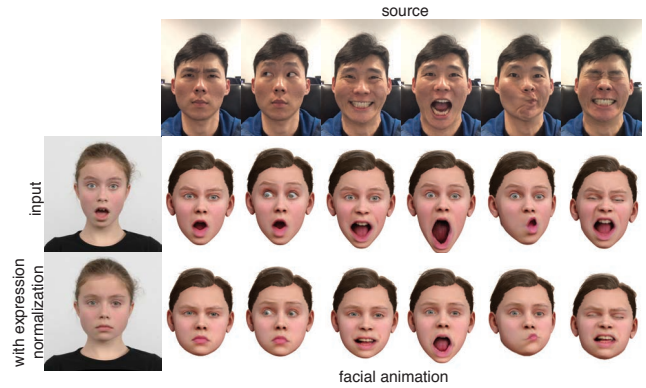 source
input
with expression
normalization
facial animation